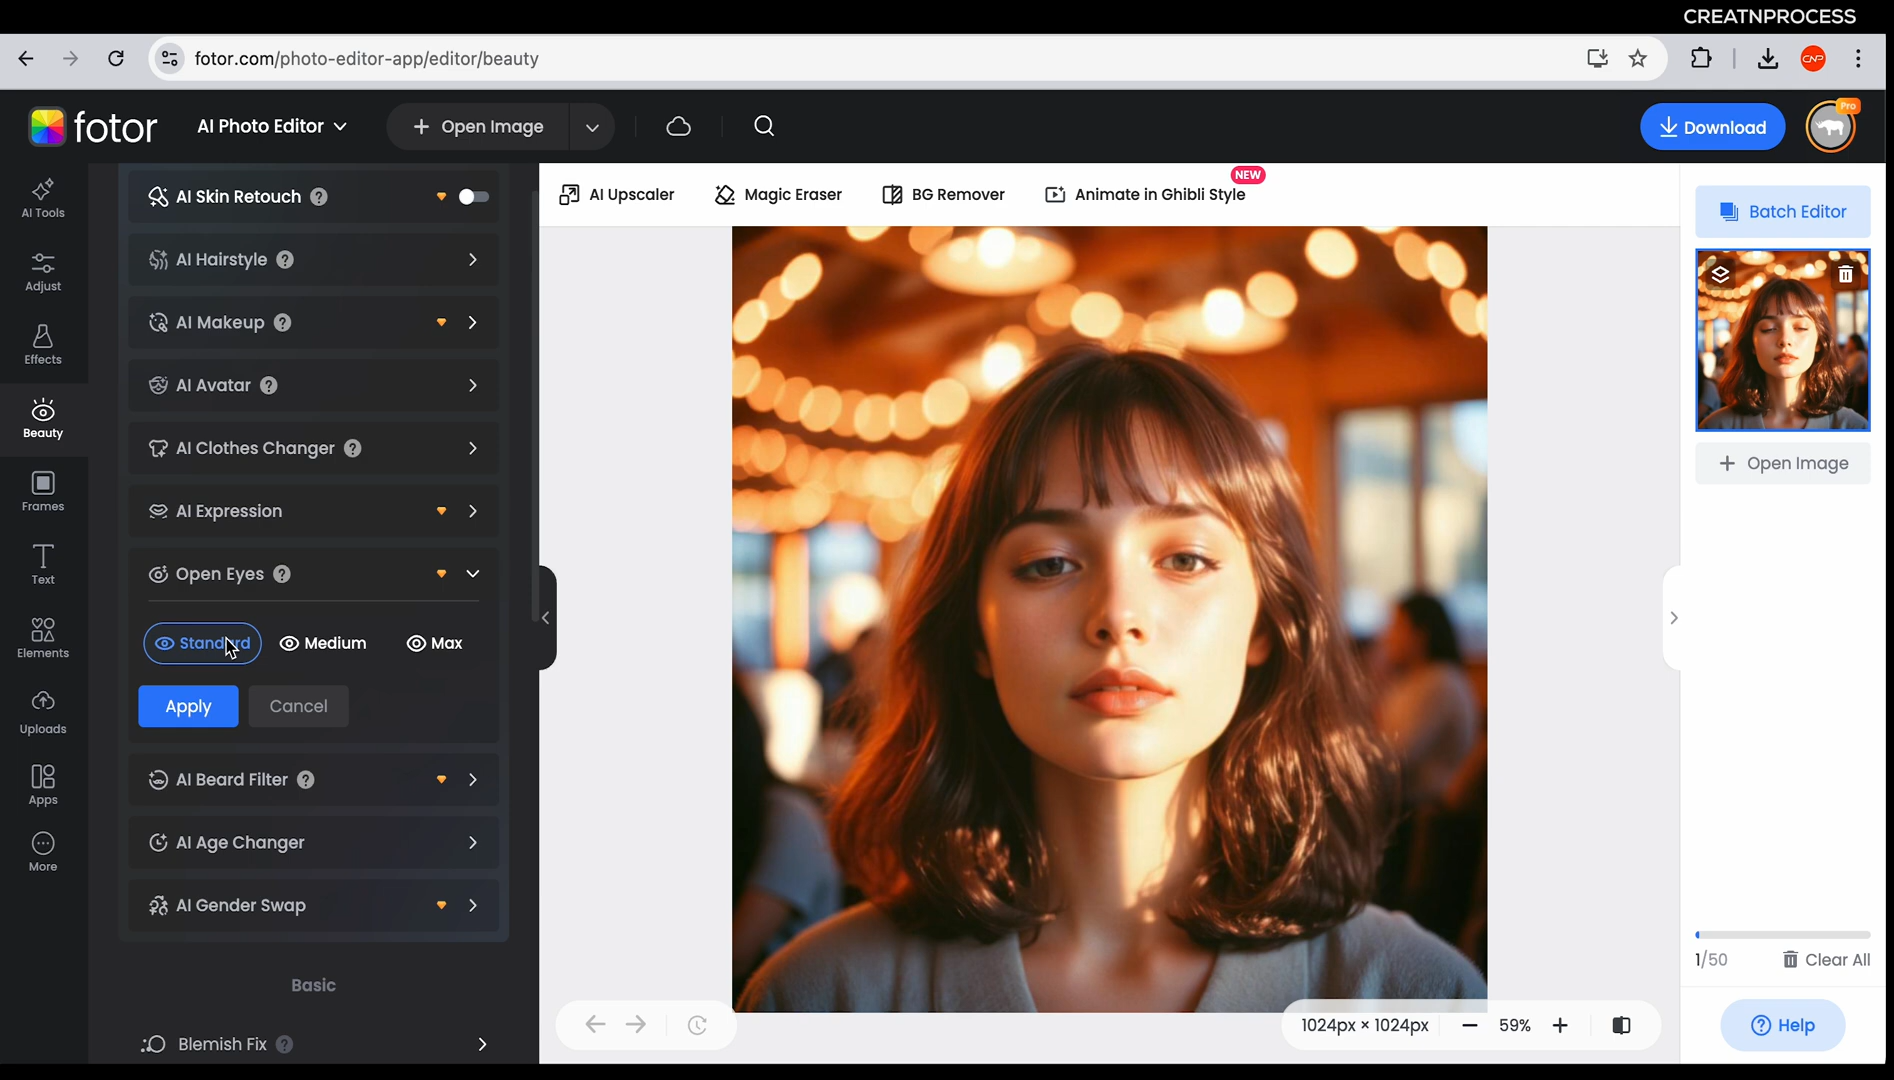 CREATNPROCESS
fotor.com/photo-editor-app/editor/beauty
CNP
fotor
AI Photo Editor
Open Image
Download
Pro
AI Tools
Adjust
Effects
Beauty
Frames
Text
Elements
Uploads
Apps
More
AI Skin Retouch
AI Hairstyle
AI Makeup
AI Avatar
AI Clothes Changer
AI Expression
Open Eyes
Standard
Medium
Max
Apply
Cancel
AI Beard Filter
AI Age Changer
AI Gender Swap
Basic
Blemish Fix
AI Upscaler
Magic Eraser
BG Remover
Animate in Ghibli Style
NEW
1024px × 1024px
59%
Batch Editor
Open Image
1/50
Clear All
Help